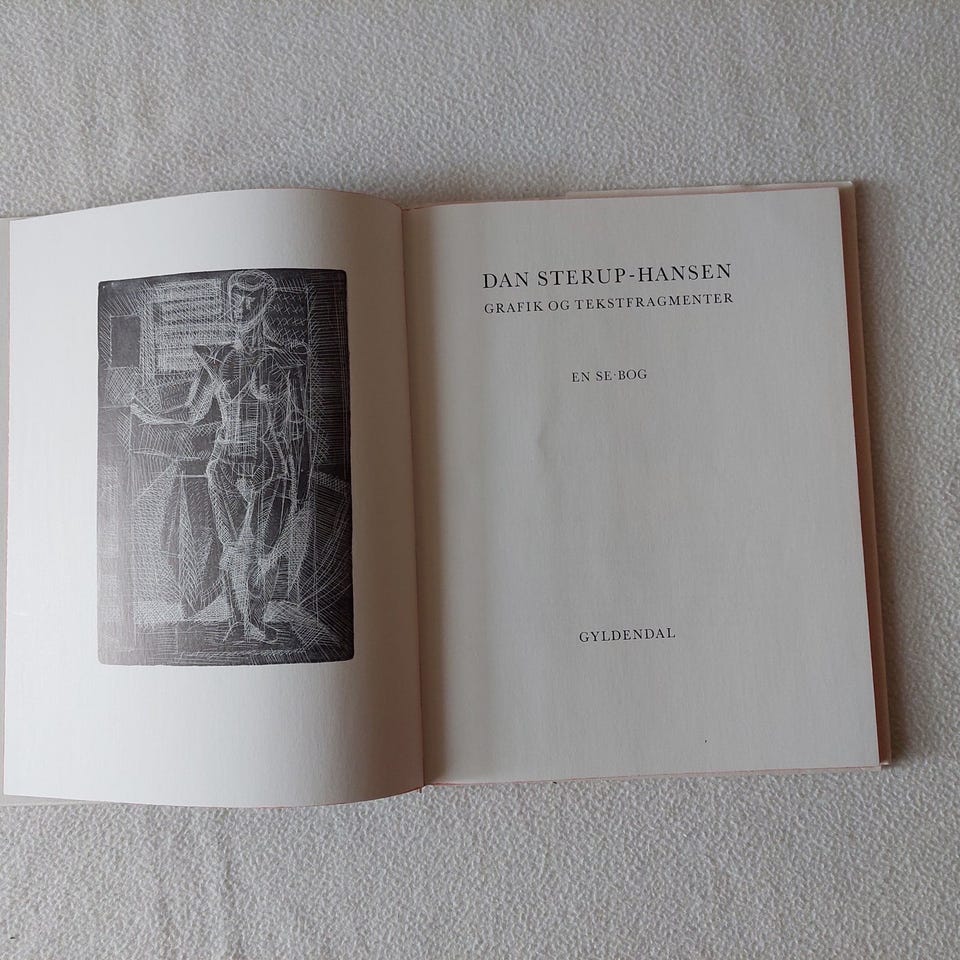 DAN STERUP-HANSEN
GRAFIK OG TEKSTFRAGMENTER
EN SE·BOG
GYLDENDAL